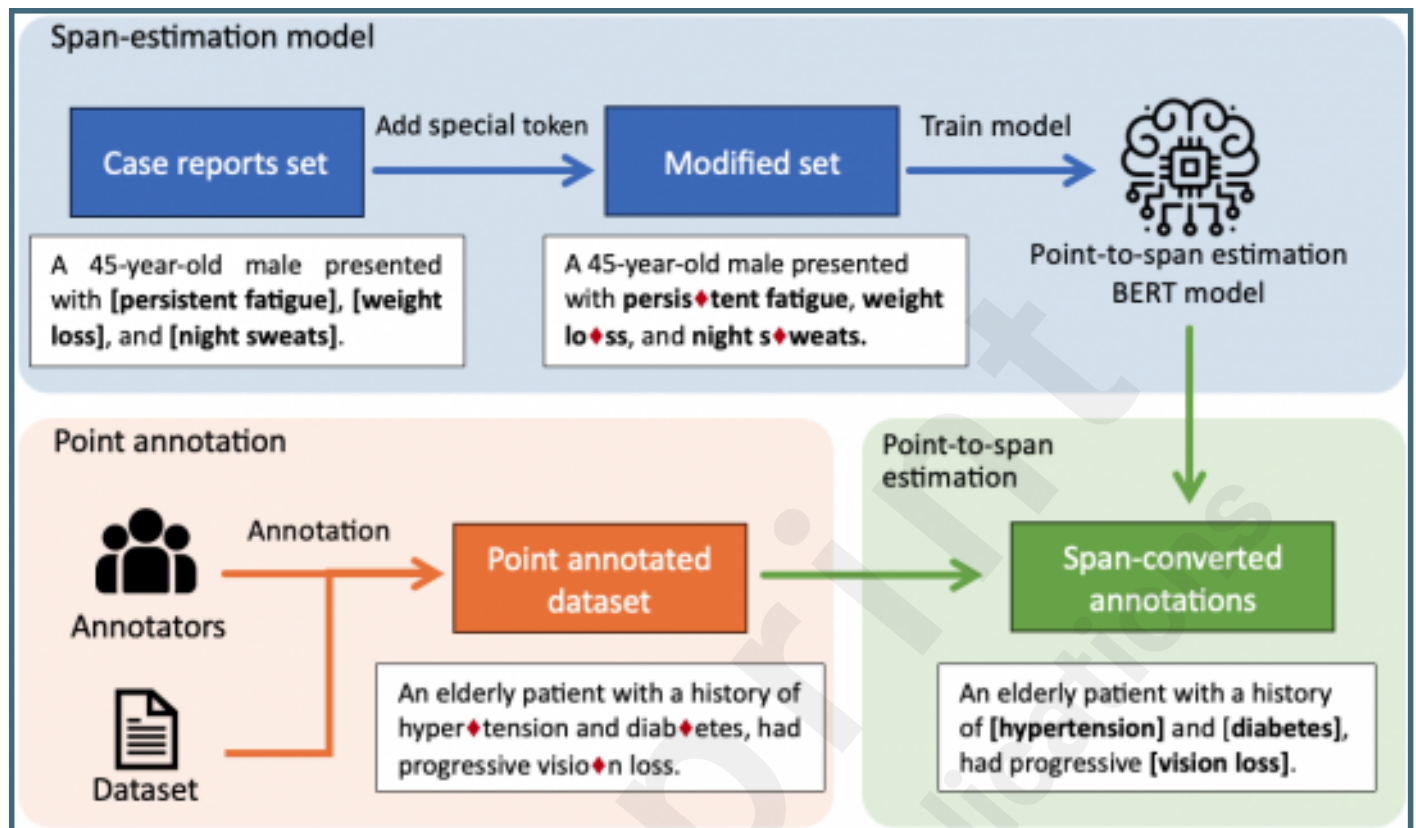 Span-estimation model
Case reports set
Add special token
Modified set
Train model
A 45-year-old male presented
with [persistent fatigue], [weight
loss], and [night sweats].
A 45-year-old male presented
with persis♦tent fatigue, weight
lo♦ss, and night s♦weats.
Point-to-span estimation
BERT model
Point annotation
Annotators
Annotation
Dataset
Point annotated
dataset
An elderly patient with a history of
hyper♦tension and diab♦etes, had
progressive visio♦n loss.
Point-to-span
estimation
Span-converted
annotations
An elderly patient with a history
of [hypertension] and [diabetes],
had progressive [vision loss].
print
lications